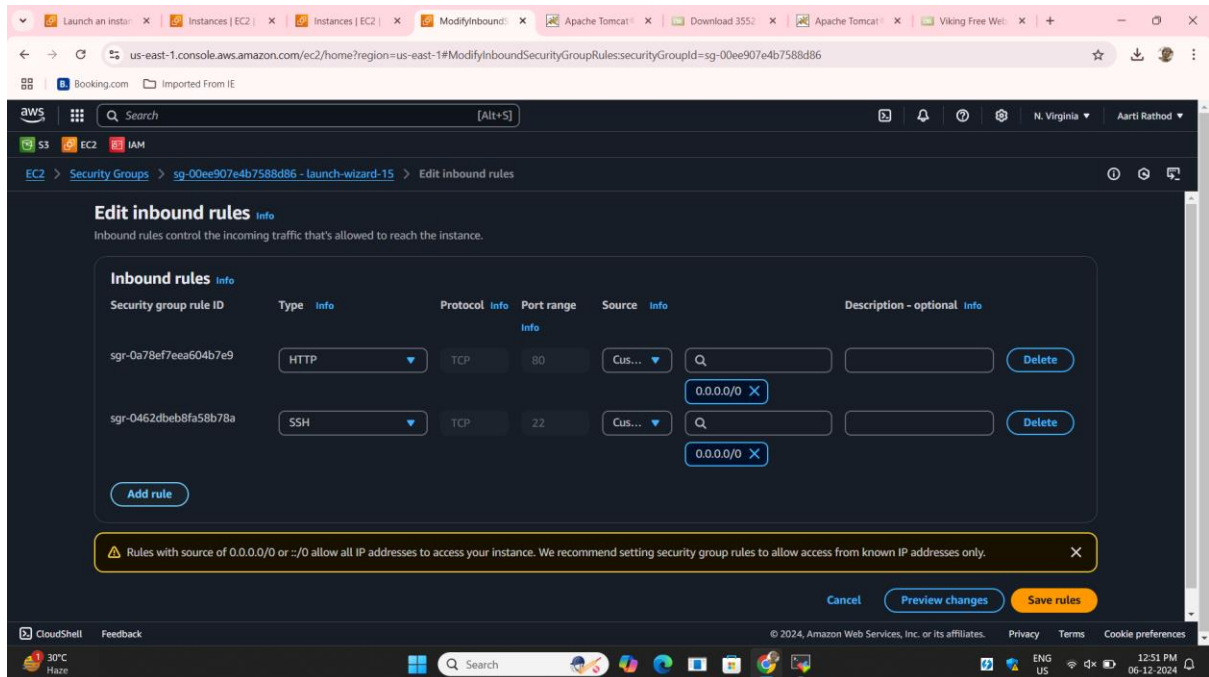 Launch an instan
Instances | EC2 |
Instances | EC2 |
ModifyInboundS
Apache Tomcat
Download 3552
Apache Tomcat
Viking Free Web
us-east-1.console.aws.amazon.com/ec2/home?region=us-east-1#ModifyInboundSecurityGroupRules:securityGroupId=sg-00ee907e4b7588d86
Booking.com Imported From IE
aws Search [Alt+S] N. Virginia Aarti Rathod
S3 EC2 IAM
EC2 > Security Groups > sg-00ee907e4b7588d86 - launch-wizard-15 > Edit inbound rules
Edit inbound rules Info
Inbound rules control the incoming traffic that's allowed to reach the instance.
Inbound rules Info
Security group rule ID Type Info Protocol Info Port range Source Info Description - optional Info
Info
sgr-0a78ef7eea604b7e9 HTTP TCP 80 Cus... Delete
0.0.0.0/0
sgr-0462dbeb8fa58b78a SSH TCP 22 Cus... Delete
0.0.0.0/0
Add rule
Rules with source of 0.0.0.0/0 or ::/0 allow all IP addresses to access your instance. We recommend setting security group rules to allow access from known IP addresses only.
Cancel Preview changes Save rules
CloudShell Feedback © 2024, Amazon Web Services, Inc. or its affiliates. Privacy Terms Cookie preferences
1 30°C Search ENG 12:51 PM
Haze US 06-12-2024